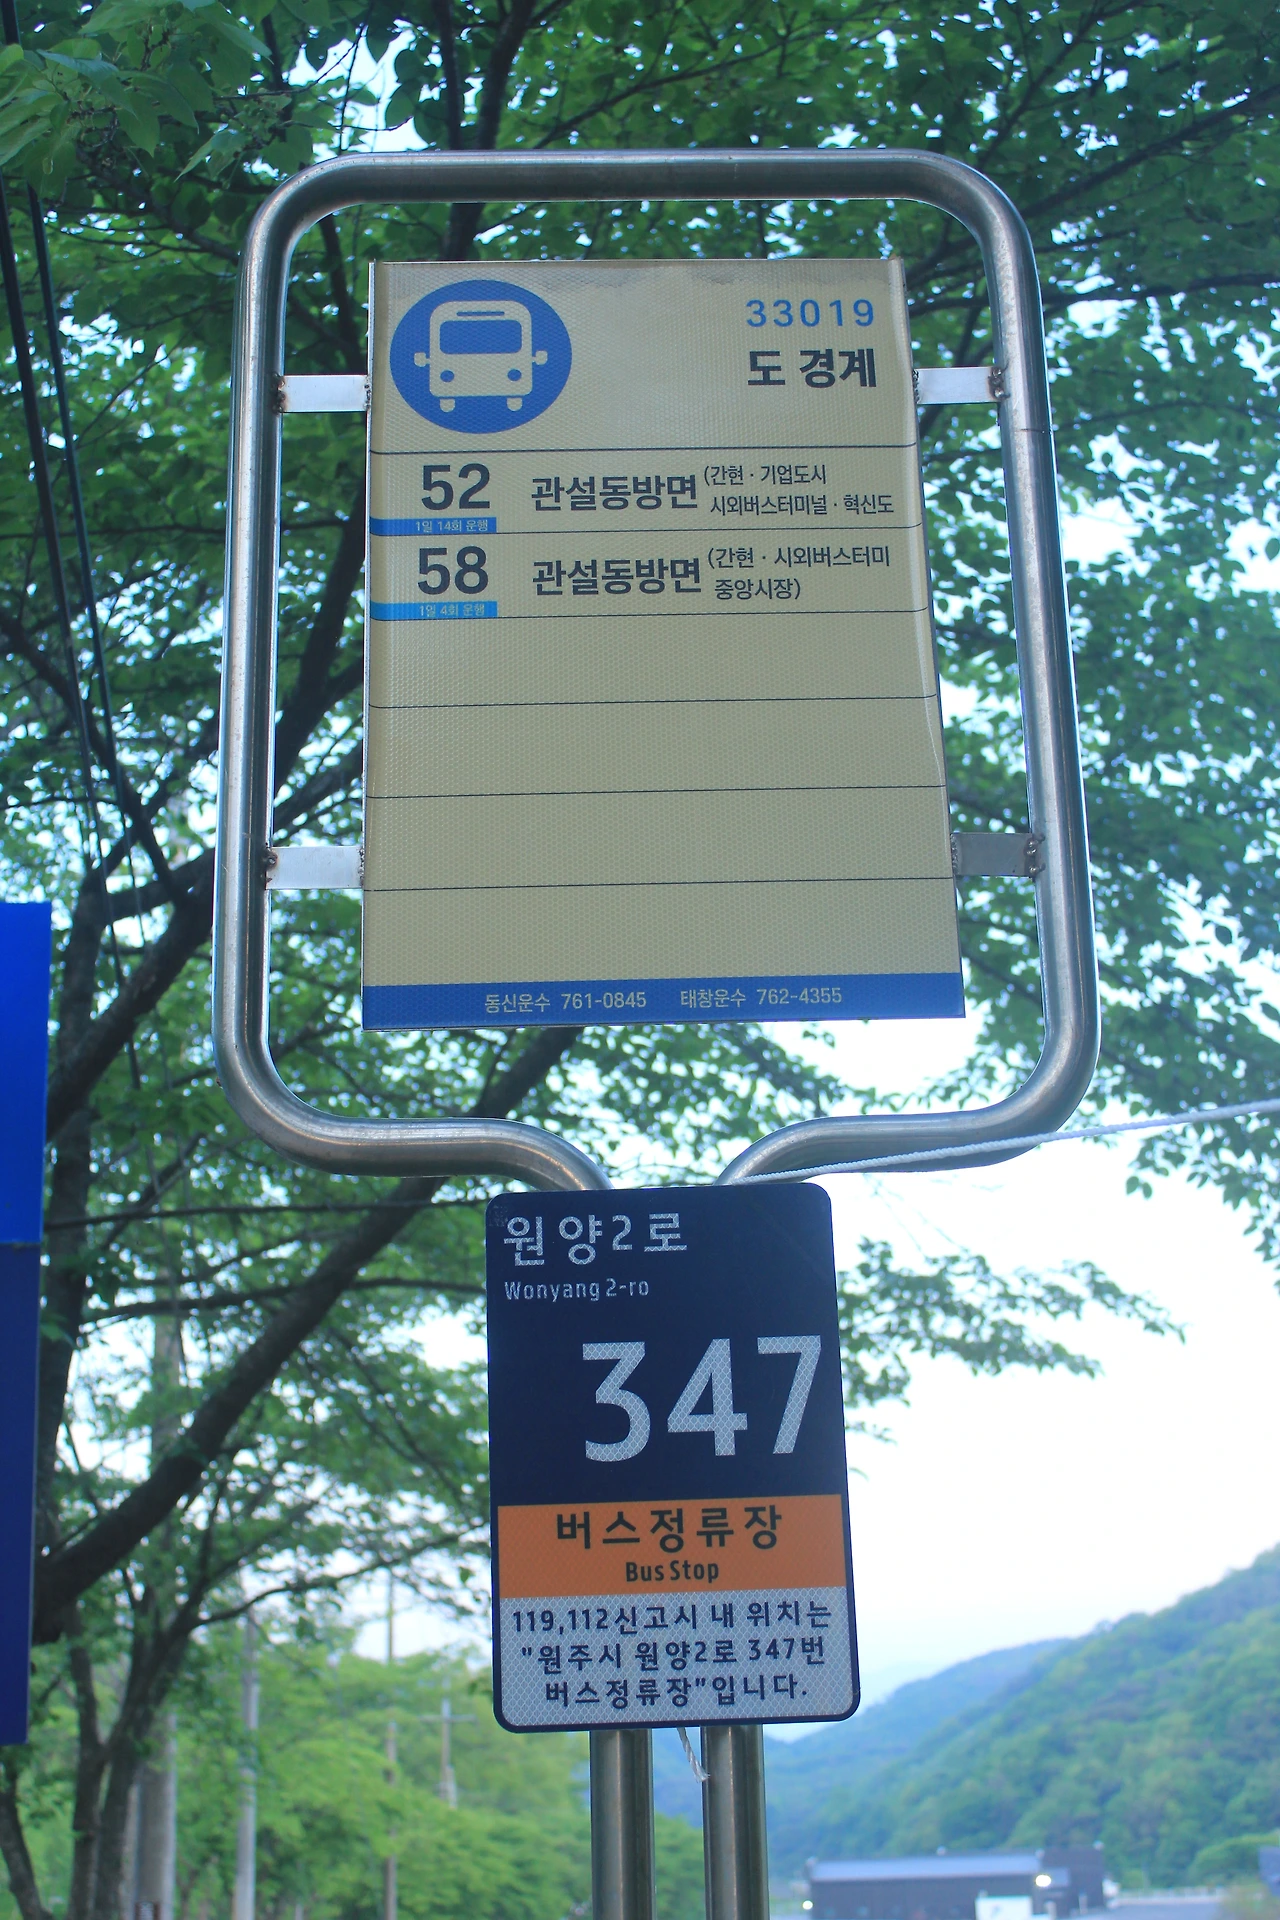 33019
도 경계
52 관설동방면 (간현 · 기업도시
시외버스터미널 · 혁신도
1일 14회 운행
58 관설동방면 (간현 · 시외버스터미
중앙시장)
1일 4회 운행
동신운수 761-0845 태창운수 762-4355
원양2로
Wonyang 2-ro
347
버스정류장
Bus Stop
119,112신고시 내 위치는
"원주시 원양2로 347번
버스정류장"입니다.